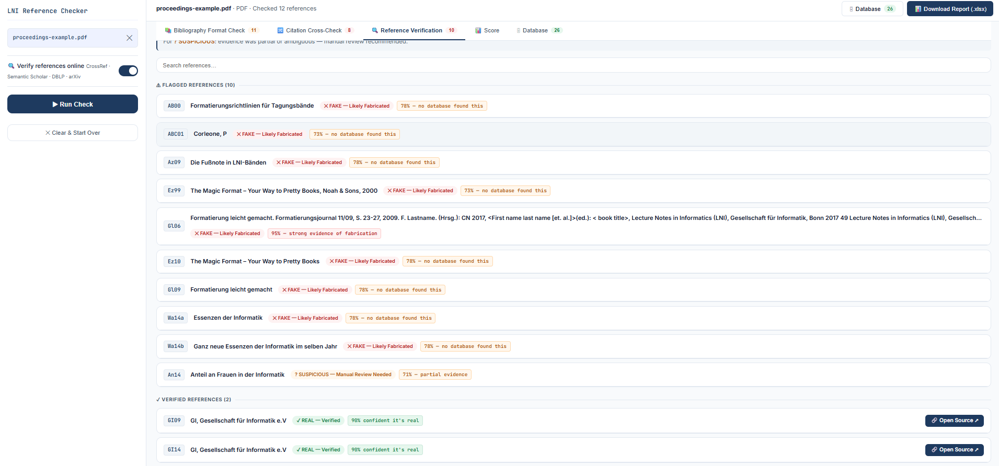 LNI Reference Checker
proceedings-example.pdf
Verify references online CrossRef ·
Semantic Scholar · DBLP · arXiv
▶ Run Check
✕ Clear & Start Over
proceedings-example.pdf · PDF · Checked 12 references
Database 26
Download Report (.xlsx)
Bibliography Format Check 11
Citation Cross-Check 8
Reference Verification 10
Score
Database 26
For ? SUSPICIOUS: evidence was partial or ambiguous — manual review recommended.
Search references...
⚠ FLAGGED REFERENCES (10)
AB00 Formatierungsrichtlinien für Tagungsbände ✕ FAKE — Likely Fabricated 78% — no database found this
ABC01 Corleone, P ✕ FAKE — Likely Fabricated 73% — no database found this
Az09 Die Fußnote in LNI-Bänden ✕ FAKE — Likely Fabricated 78% — no database found this
Ez99 The Magic Format – Your Way to Pretty Books, Noah & Sons, 2000 ✕ FAKE — Likely Fabricated 73% — no database found this
Gl06 Formatierung leicht gemacht. Formatierungsjournal 11/09, S. 23-27, 2009. F. Lastname. (Hrsg.): CN 2017, <First name last name [et. al.]>(ed.): < book title>, Lecture Notes in Informatics (LNI), Gesellschaft für Informatik, Bonn 2017 49 Lecture Notes in Informatics (LNI), Gesellsch...
✕ FAKE — Likely Fabricated 95% — strong evidence of fabrication
Ez10 The Magic Format – Your Way to Pretty Books ✕ FAKE — Likely Fabricated 78% — no database found this
Gl09 Formatierung leicht gemacht ✕ FAKE — Likely Fabricated 78% — no database found this
Wa14a Essenzen der Informatik ✕ FAKE — Likely Fabricated 78% — no database found this
Wa14b Ganz neue Essenzen der Informatik im selben Jahr ✕ FAKE — Likely Fabricated 78% — no database found this
An14 Anteil an Frauen in der Informatik ? SUSPICIOUS — Manual Review Needed 71% — partial evidence
✓ VERIFIED REFERENCES (2)
GI09 GI, Gesellschaft für Informatik e.V ✓ REAL — Verified 90% confident it's real Open Source ↗
GI14 GI, Gesellschaft für Informatik e.V ✓ REAL — Verified 90% confident it's real Open Source ↗